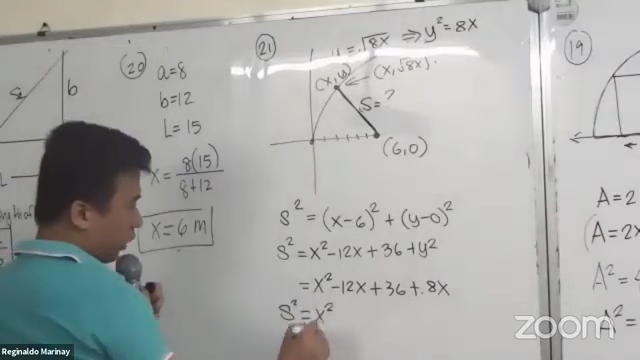 20
a=8
b=12
L=15
X = 8(15) / 8+12
X = 6 M
8
b
L
21
= √8X ⇒ y² = 8X
(X,y)
(X,√8X).
S = ?
(6,0)
S² = (X-6)² + (y-0)²
S² = X² -12X + 36 + y²
= X² -12X + 36 + 8X
S² = X²
19
A = 2
A = 2X
A² =
A² =
Reginaldo Marinay
zoom